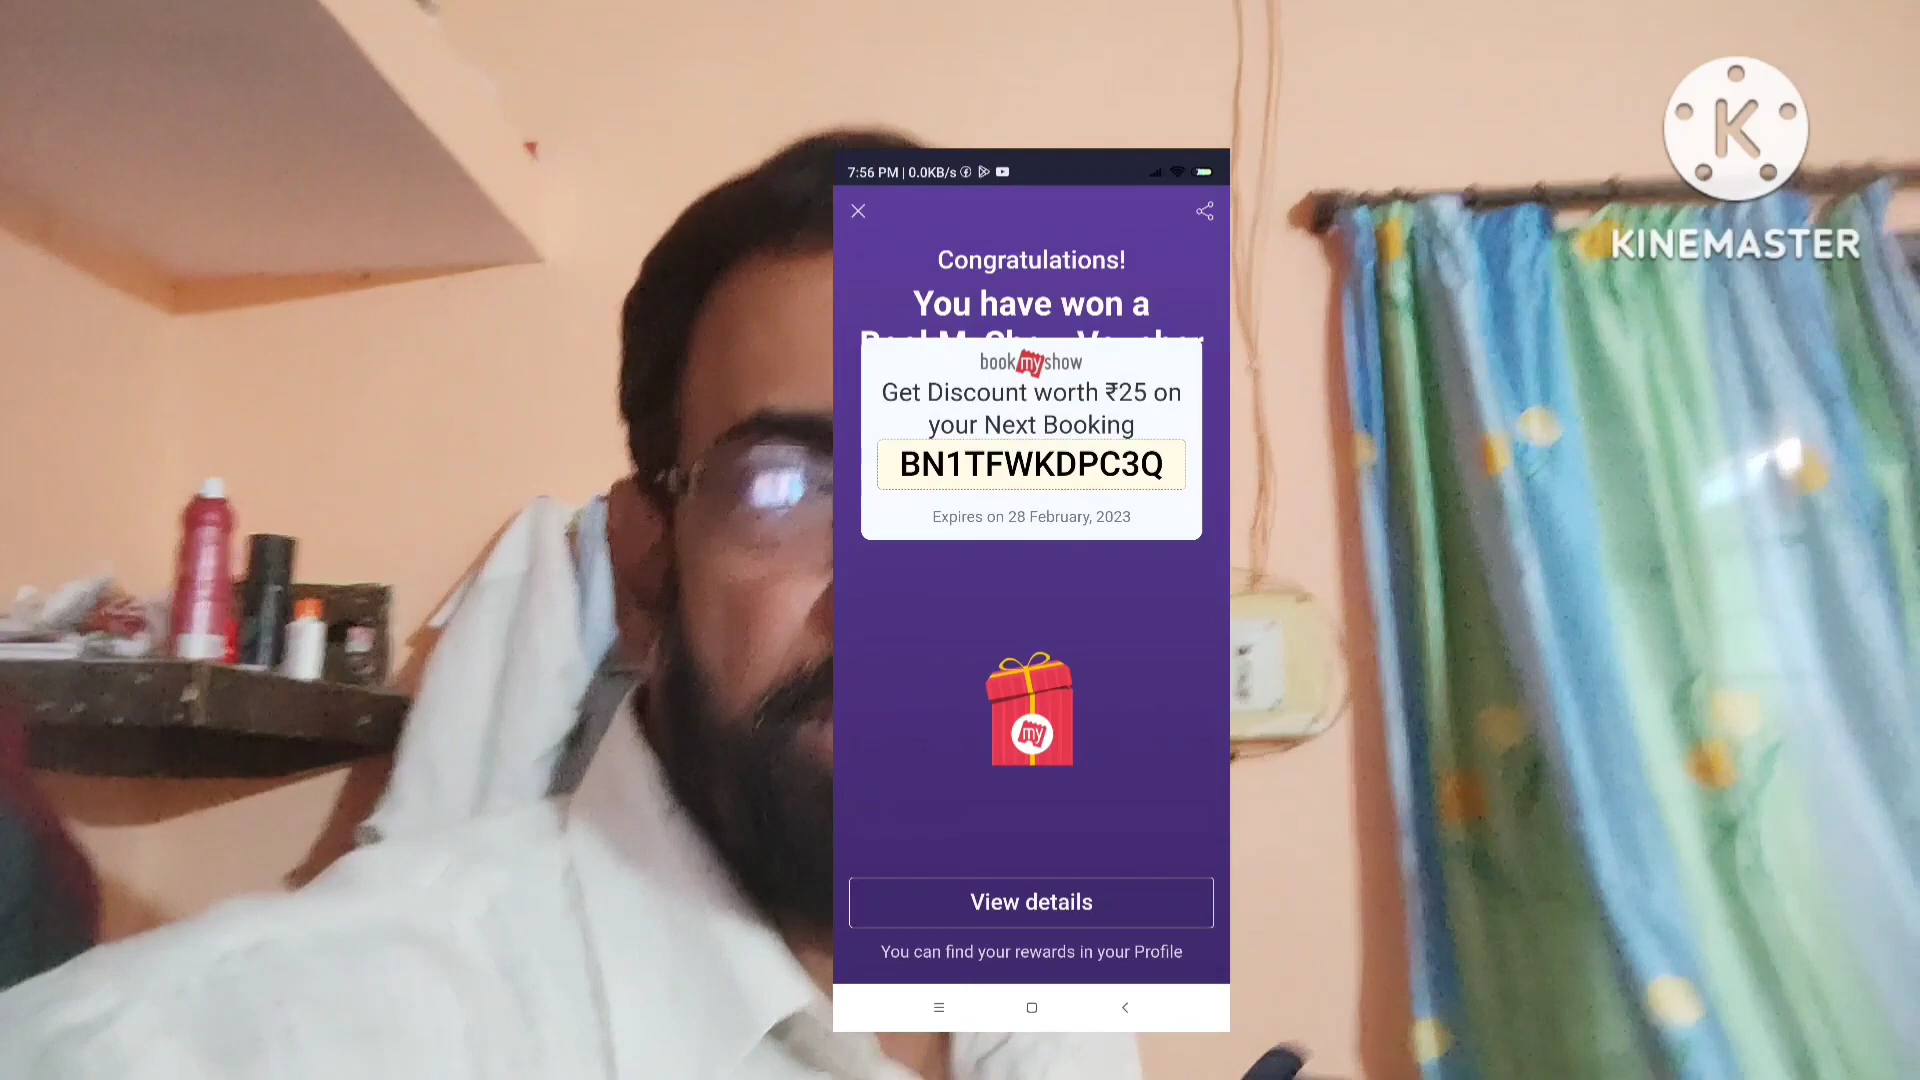 7:56 PM | 0.0KB/s
Congratulations!
You have won a
BookMyShow Voucher
book my show
Get Discount worth ₹25 on
your Next Booking
BN1TFWKDPC3Q
Expires on 28 February, 2023
my
View details
You can find your rewards in your Profile
K
KINEMASTER